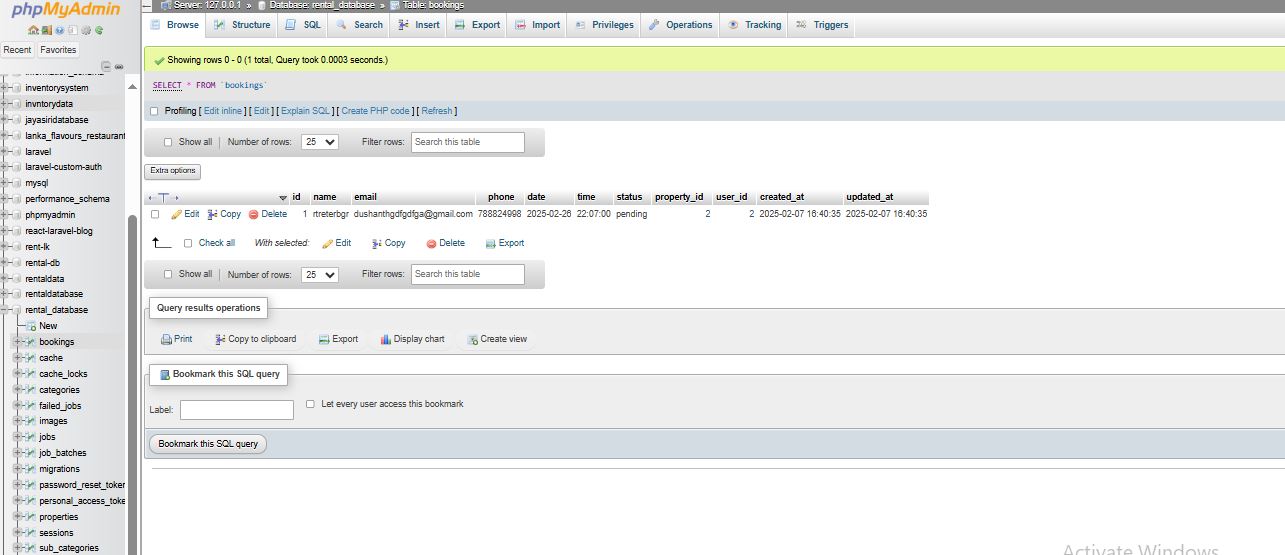 phpMyAdmin
Recent Favorites
information_schema
inventorysystem
invntorydata
jayasiridatabase
lanka_flavours_restaurant
laravel
laravel-custom-auth
mysql
performance_schema
phpmyadmin
react-laravel-blog
rent-lk
rental-db
rentaldata
rentaldatabase
rental_database
New
bookings
cache
cache_locks
categories
failed_jobs
images
jobs
job_batches
migrations
password_reset_token
personal_access_toke
properties
sessions
sub_categories
Server: 127.0.0.1 » Database: rental_database » Table: bookings
Browse Structure SQL Search Insert Export Import Privileges Operations Tracking Triggers
Showing rows 0 - 0 (1 total, Query took 0.0003 seconds.)
SELECT * FROM `bookings`
Profiling [ Edit inline ] [ Edit ] [ Explain SQL ] [ Create PHP code ] [ Refresh ]
Show all | Number of rows: 25 Filter rows: Search this table
Extra options
id name email phone date time status property_id user_id created_at updated_at
Edit Copy Delete 1 rtreterbgr dushanthgdfgdfga@gmail.com 788824998 2025-02-26 22:07:00 pending 2 2 2025-02-07 16:40:35 2025-02-07 16:40:35
Check all With selected: Edit Copy Delete Export
Show all | Number of rows: 25 Filter rows: Search this table
Query results operations
Print Copy to clipboard Export Display chart Create view
Bookmark this SQL query
Label: Let every user access this bookmark
Bookmark this SQL query
Activate Windows